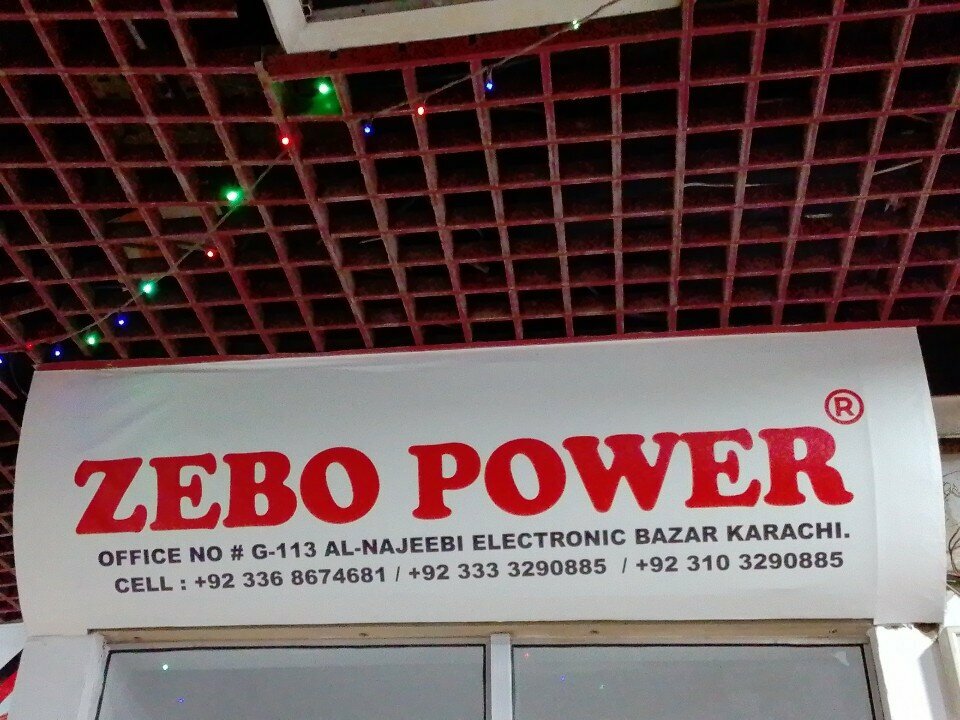 ZEBO POWER®
OFFICE NO # G-113 AL-NAJEEBI ELECTRONIC BAZAR KARACHI.
CELL : +92 336 8674681 / +92 333 3290885 / +92 310 3290885